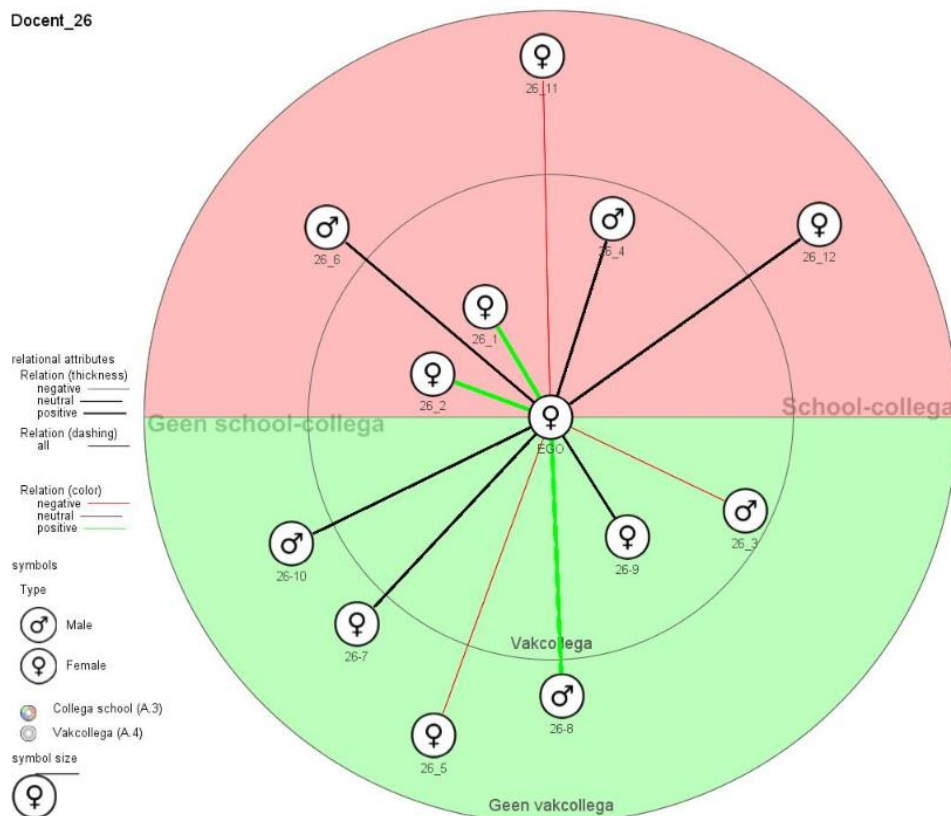 Docent_26
26_11
26_6
26_4
26_12
26_1
26_2
EGO
Geen school-collega
School-collega
26_3
26-9
26-10
26-7
Vakcollega
26-8
26_5
Geen vakcollega
relational attributes
Relation (thickness)
negative
neutral
positive
Relation (dashing)
all
Relation (color)
negative
neutral
positive
symbols
Type
Male
Female
Collega school (A.3)
Vakcollega (A.4)
symbol size